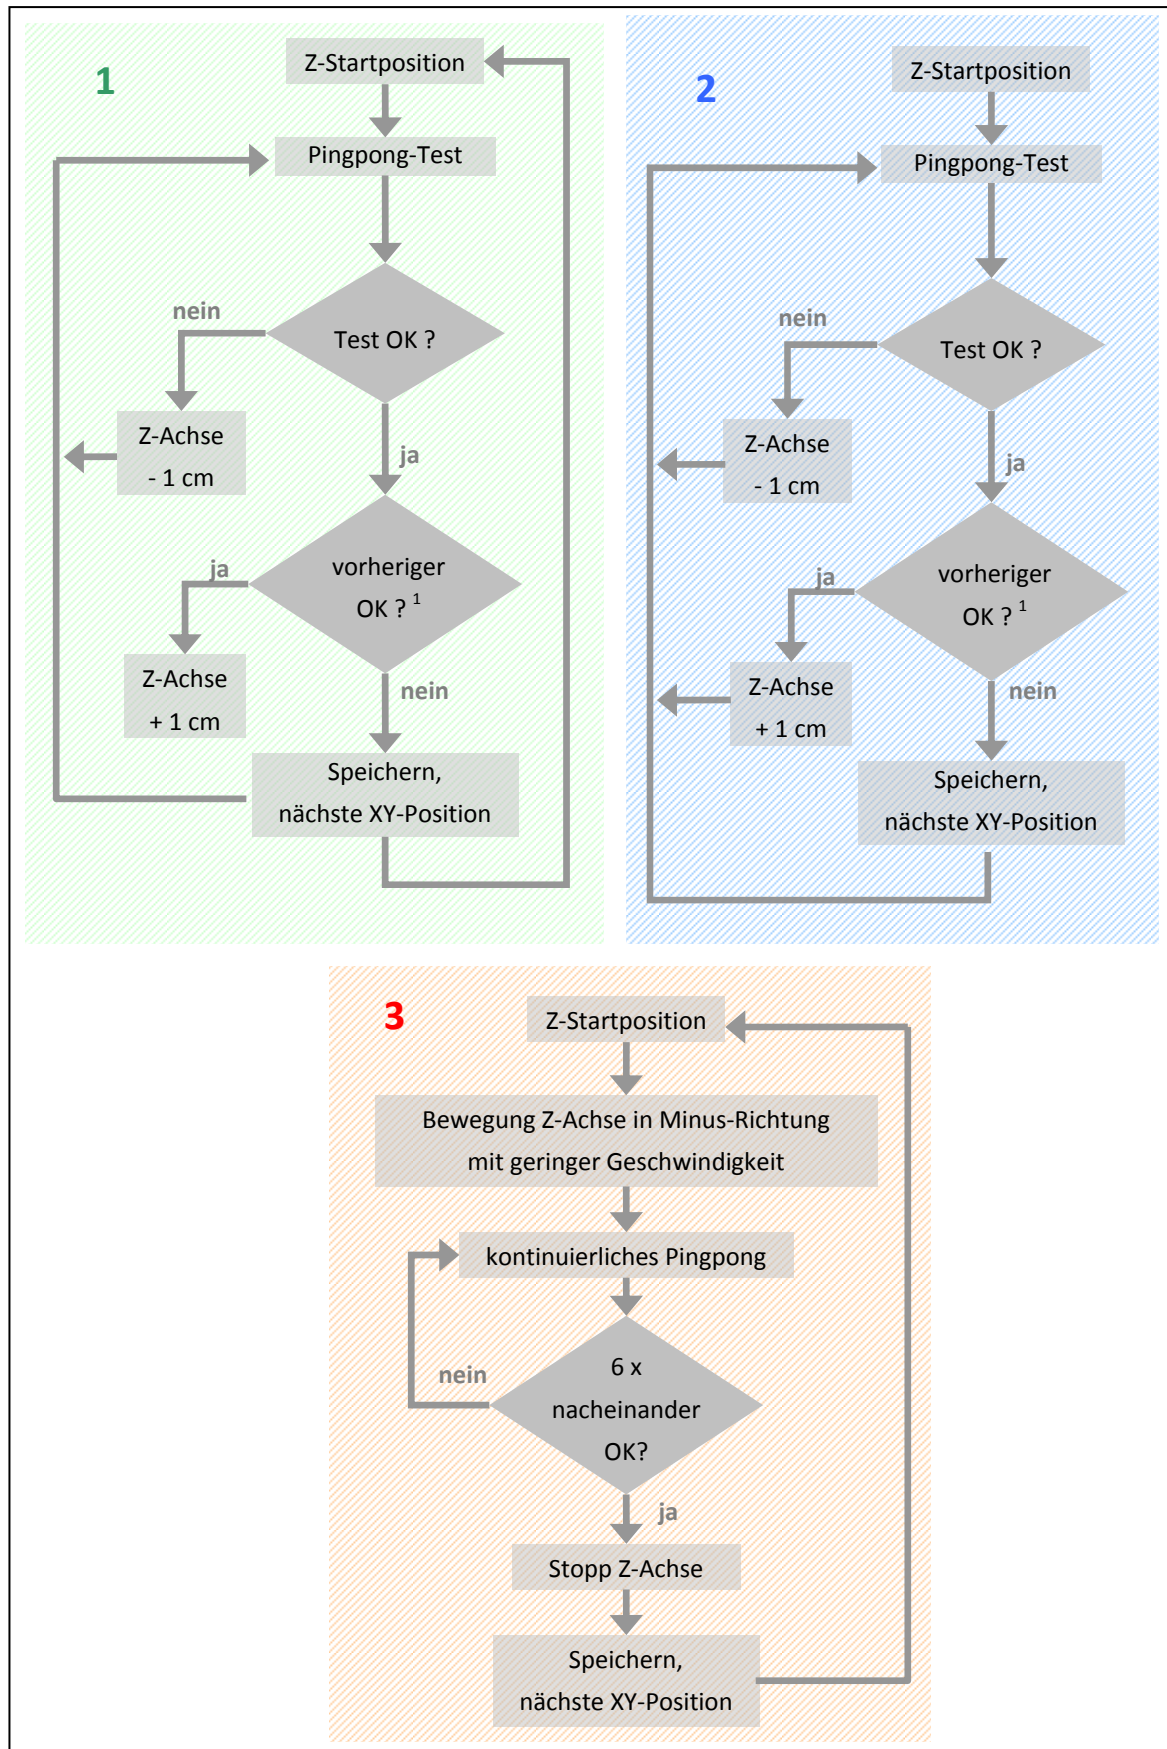 1
Z-Startposition
Pingpong-Test
nein
Test OK ?
Z-Achse
- 1 cm
ja
ja
vorheriger
OK ? ¹
Z-Achse
+ 1 cm
nein
Speichern,
nächste XY-Position
2
Z-Startposition
Pingpong-Test
nein
Test OK ?
Z-Achse
- 1 cm
ja
ja
vorheriger
OK ? ¹
Z-Achse
+ 1 cm
nein
Speichern,
nächste XY-Position
3
Z-Startposition
Bewegung Z-Achse in Minus-Richtung
mit geringer Geschwindigkeit
kontinuierliches Pingpong
nein
6 x
nacheinander
OK?
ja
Stopp Z-Achse
Speichern,
nächste XY-Position